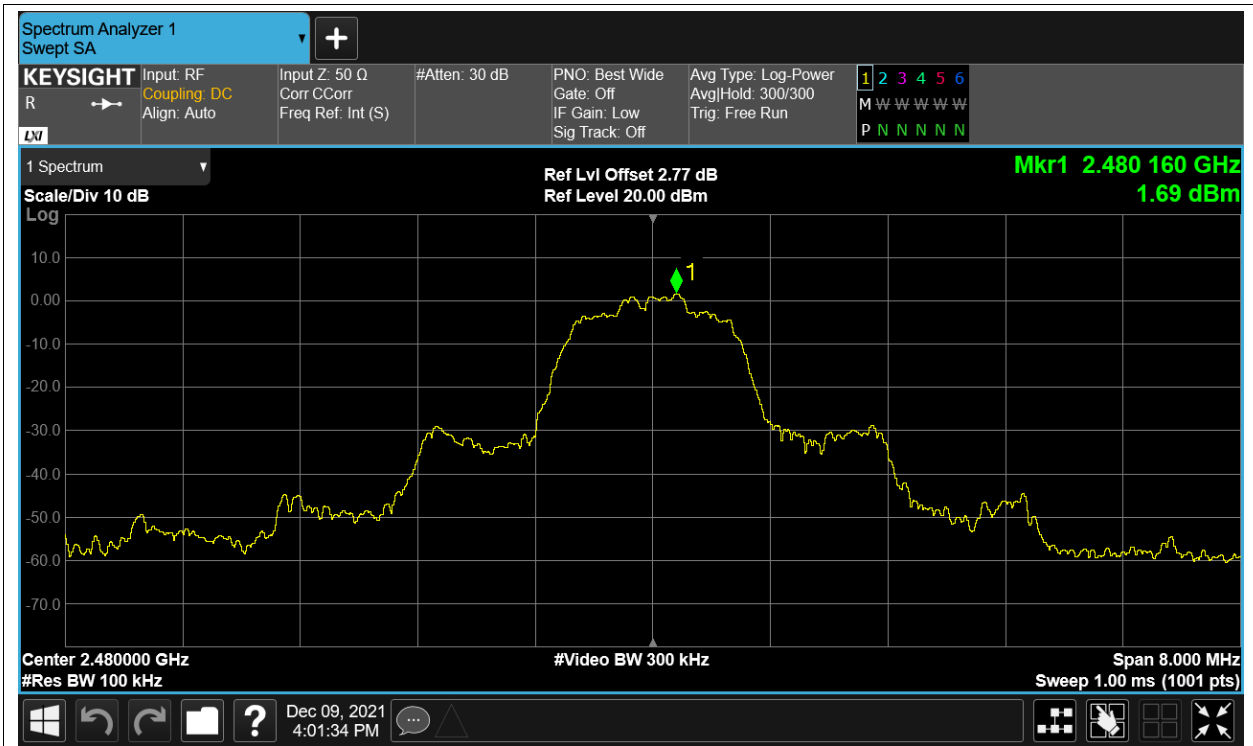 Spectrum Analyzer 1
Swept SA
▼
+
KEYSIGHT
R
LXI
Input: RF
Coupling: DC
Align: Auto
Input Z: 50 Ω
Corr CCorr
Freq Ref: Int (S)
#Atten: 30 dB
PNO: Best Wide
Gate: Off
IF Gain: Low
Sig Track: Off
Avg Type: Log-Power
Avg|Hold: 300/300
Trig: Free Run
1 2 3 4 5 6
M W W W W W
P N N N N N
1 Spectrum ▼
Ref Lvl Offset 2.77 dB
Mkr1 2.480 160 GHz
Scale/Div 10 dB
Ref Level 20.00 dBm
1.69 dBm
Log
10.0
1
0.00
-10.0
-20.0
-30.0
-40.0
-50.0
-60.0
-70.0
Center 2.480000 GHz
#Video BW 300 kHz
Span 8.000 MHz
#Res BW 100 kHz
Sweep 1.00 ms (1001 pts)
?
Dec 09, 2021
4:01:34 PM